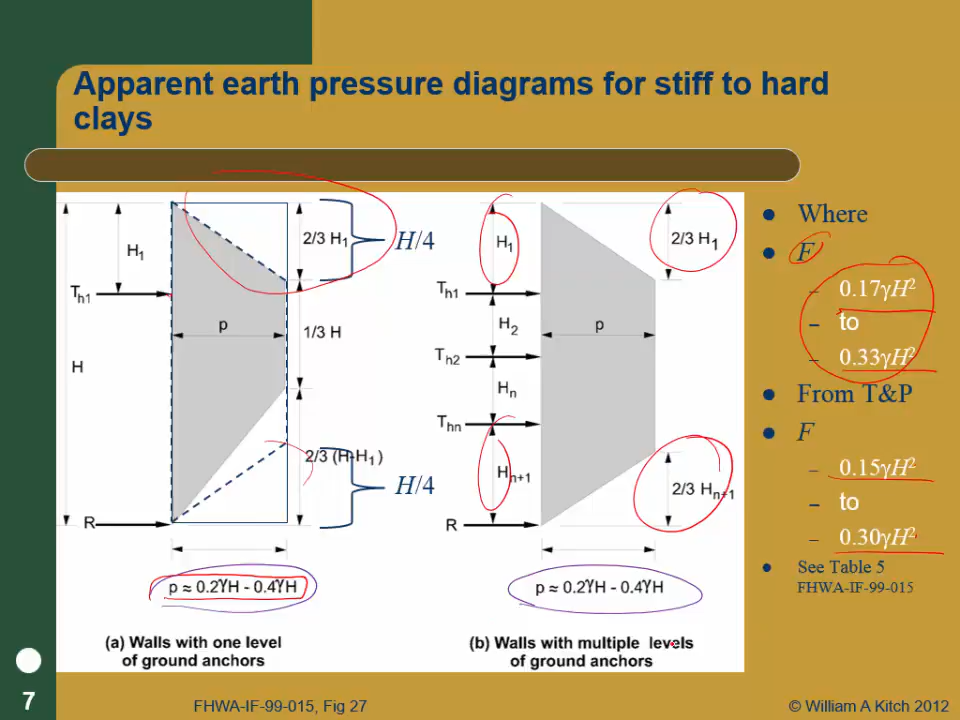 Apparent earth pressure diagrams for stiff to hard
clays
H₁
2/3 H₁
H/4
Tₕ₁
p
1/3 H
H
2/3 (H-H₁)
H/4
R
p ≈ 0.2γH - 0.4γH
(a) Walls with one level
of ground anchors
H₁
2/3 H₁
Tₕ₁
H₂
p
Tₕ₂
Hₙ
Tₕₙ
Hₙ₊₁
2/3 Hₙ₊₁
R
p ≈ 0.2γH - 0.4γH
(b) Walls with multiple levels
of ground anchors
● Where
● F
– 0.17γH²
– to
– 0.33γH²
● From T&P
● F
– 0.15γH²
– to
– 0.30γH²
● See Table 5
FHWA-IF-99-015
7
FHWA-IF-99-015, Fig 27
© William A Kitch 2012